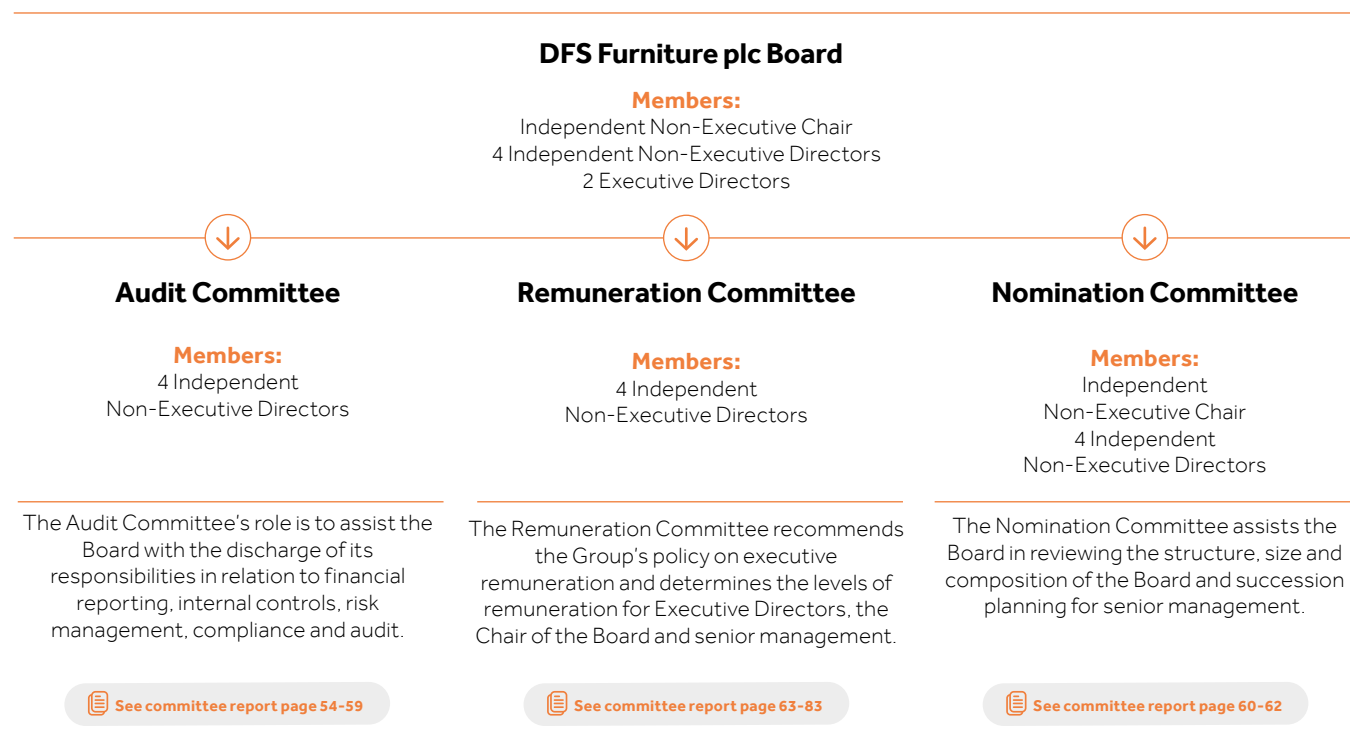 DFS Furniture plc Board
Members:
Independent Non-Executive Chair
4 Independent Non-Executive Directors
2 Executive Directors
Audit Committee
Members:
4 Independent
Non-Executive Directors
The Audit Committee's role is to assist the
Board with the discharge of its
responsibilities in relation to financial
reporting, internal controls, risk
management, compliance and audit.
See committee report page 54-59
Remuneration Committee
Members:
4 Independent
Non-Executive Directors
The Remuneration Committee recommends
the Group's policy on executive
remuneration and determines the levels of
remuneration for Executive Directors, the
Chair of the Board and senior management.
See committee report page 63-83
Nomination Committee
Members:
Independent
Non-Executive Chair
4 Independent
Non-Executive Directors
The Nomination Committee assists the
Board in reviewing the structure, size and
composition of the Board and succession
planning for senior management.
See committee report page 60-62